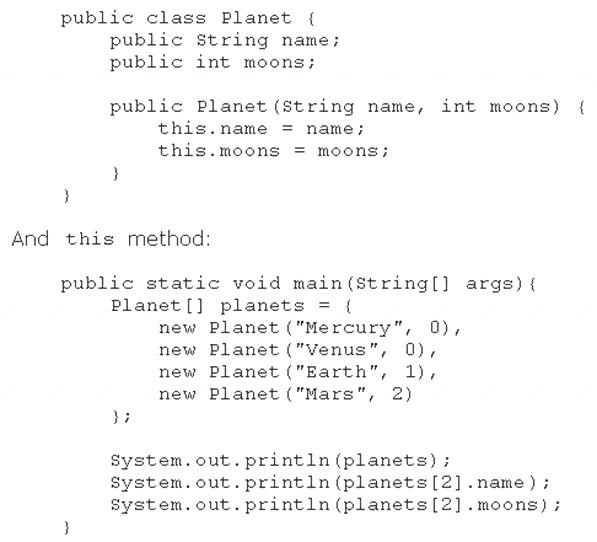 public class Planet {
public String name;
public int moons;
public Planet(String name, int moons) {
this.name = name;
this.moons = moons;
}
}
And this method:
public static void main(String[] args){
Planet[] planets = {
new Planet("Mercury", 0),
new Planet("Venus", 0),
new Planet("Earth", 1),
new Planet("Mars", 2)
};
System.out.println(planets);
System.out.println(planets[2].name);
System.out.println(planets[2].moons);
}